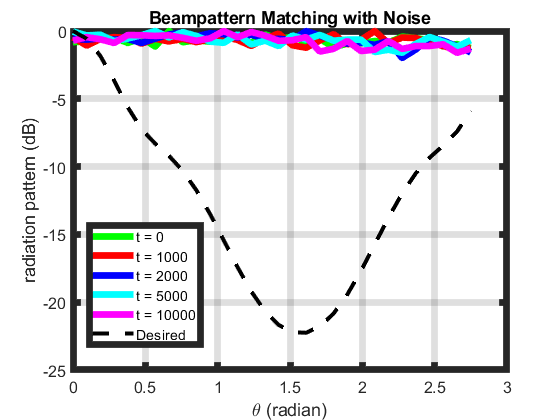 Beampattern Matching with Noise
radiation pattern (dB)
0
-5
-10
-15
-20
-25
t = 0
t = 1000
t = 2000
t = 5000
t = 10000
Desired
0 0.5 1 1.5 2 2.5 3
θ (radian)